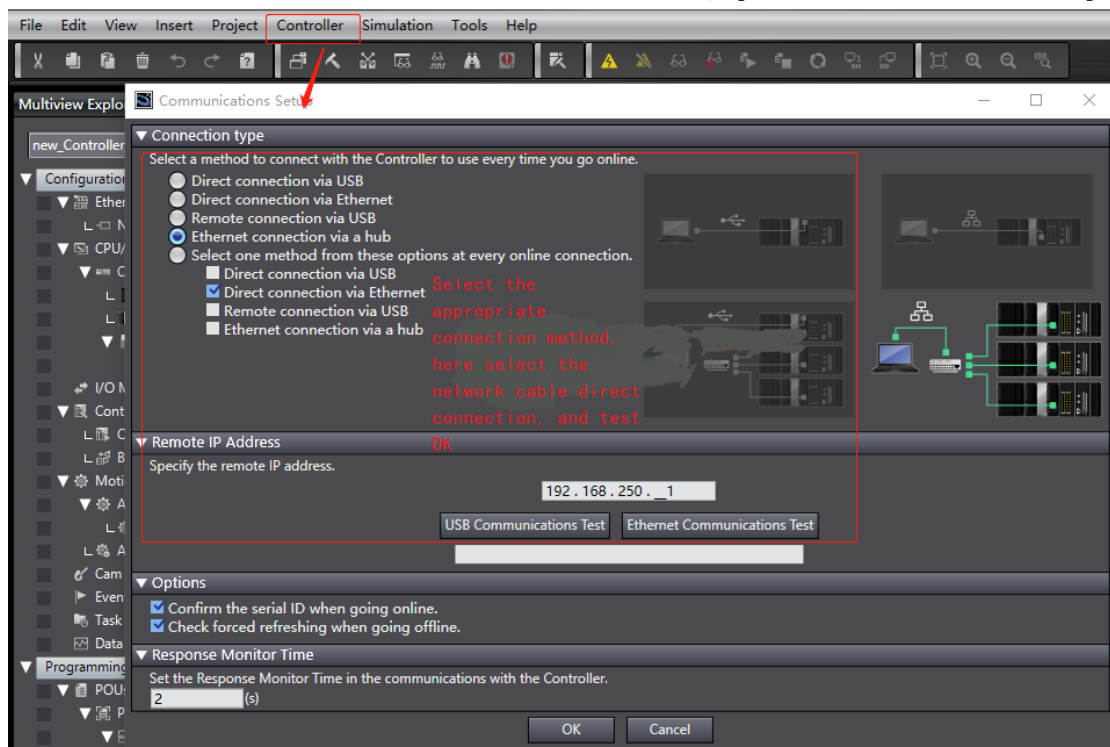 File Edit View Insert Project Controller Simulation Tools Help
Multiview Explo
Communications Setup
new_Controller
▼ Connection type
Select a method to connect with the Controller to use every time you go online.
Configuration
Direct connection via USB
Direct connection via Ethernet
Ether
Remote connection via USB
N
Ethernet connection via a hub
CPU/
Select one method from these options at every online connection.
C
Direct connection via USB
Direct connection via Ethernet
Remote connection via USB
Ethernet connection via a hub
Select the
appropriate
connection method,
here select the
network cable direct
connection, and test
OK
I/O M
Cont
C
B
▼ Remote IP Address
Specify the remote IP address.
192.168.250.__1
Moti
A
USB Communications Test Ethernet Communications Test
A
Cam
▼ Options
Even
Confirm the serial ID when going online.
Task
Check forced refreshing when going offline.
Data
▼ Response Monitor Time
Programming
Set the Response Monitor Time in the communications with the Controller.
POUs
2 (s)
P
OK Cancel